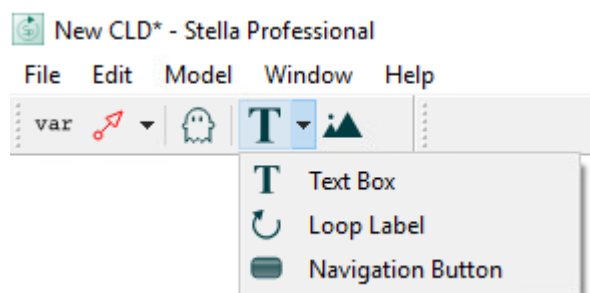 New CLD* - Stella Professional
File Edit Model Window Help
var T
T Text Box
Loop Label
Navigation Button